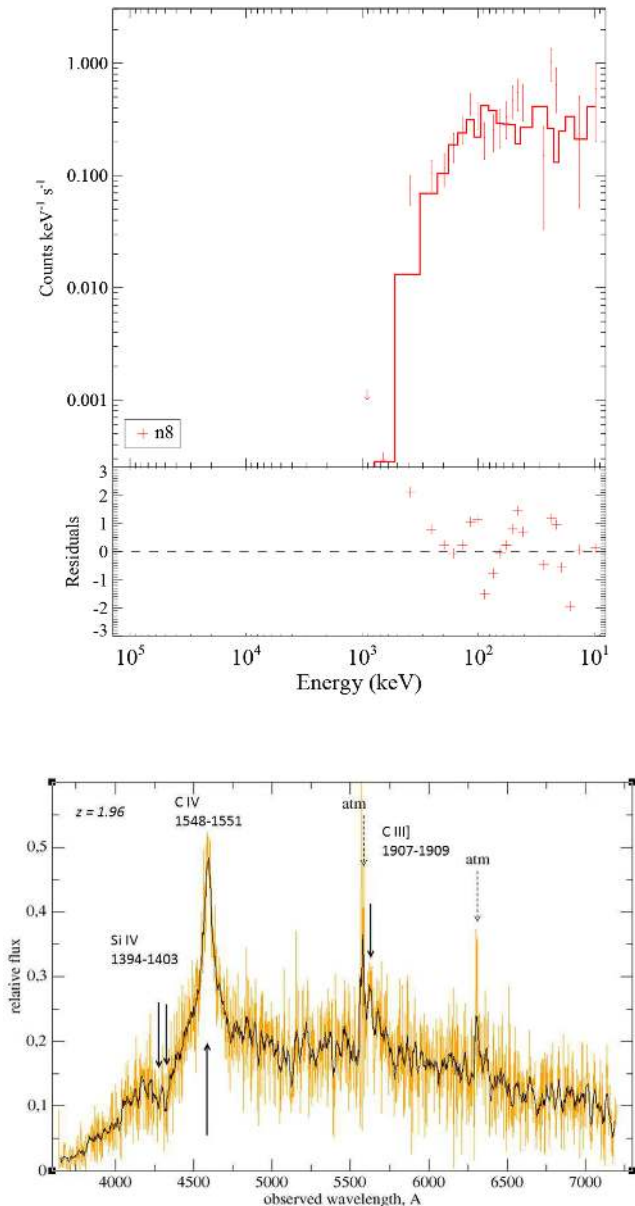 1.000
0.100
0.010
0.001
Counts keV⁻¹ s⁻¹
n8
3
2
1
0
-1
-2
-3
Residuals
10⁵ 10⁴ 10³ 10² 10¹
Energy (keV)
z = 1.96
C IV
1548-1551
atm
C III]
1907-1909
atm
Si IV
1394-1403
0.5
0.4
0.3
0.2
0.1
0
relative flux
4000 4500 5000 5500 6000 6500 7000
observed wavelength, A